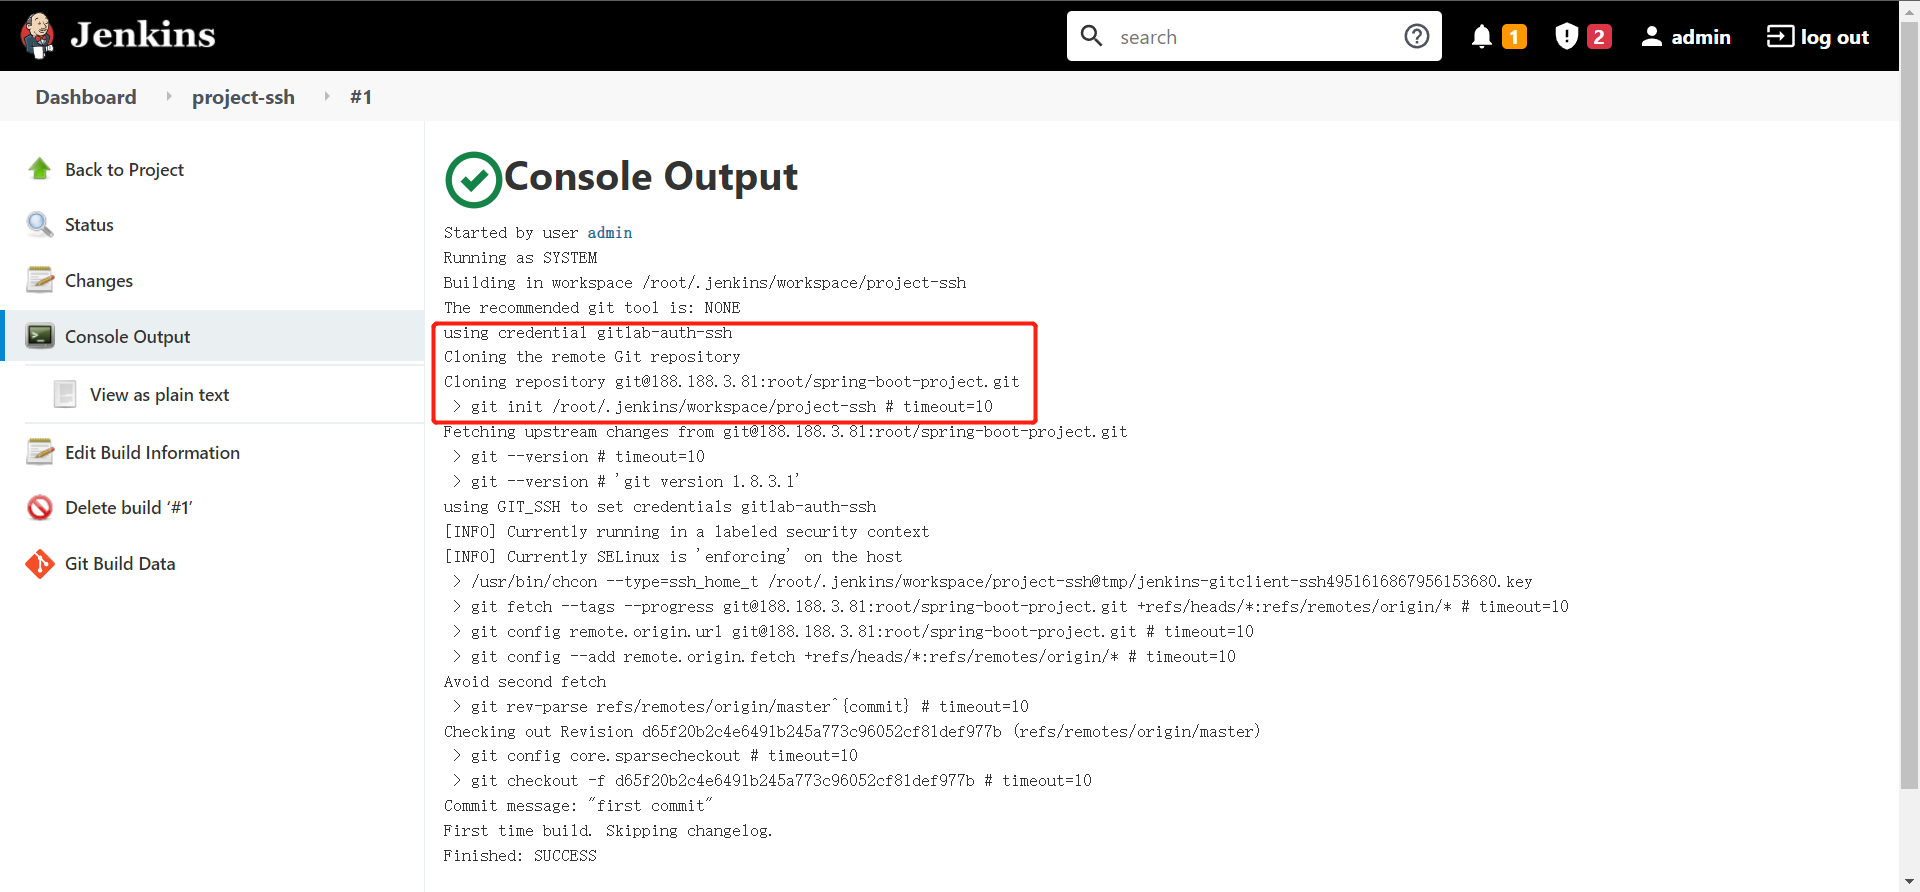 Jenkins
search
1
2
admin
log out
Dashboard
project-ssh
#1
Back to Project
Status
Changes
Console Output
View as plain text
Edit Build Information
Delete build ‘#1’
Git Build Data
Console Output
Started by user admin
Running as SYSTEM
Building in workspace /root/.jenkins/workspace/project-ssh
The recommended git tool is: NONE
using credential gitlab-auth-ssh
Cloning the remote Git repository
Cloning repository git@188.188.3.81:root/spring-boot-project.git
> git init /root/.jenkins/workspace/project-ssh # timeout=10
Fetching upstream changes from git@188.188.3.81:root/spring-boot-project.git
> git --version # timeout=10
> git --version # 'git version 1.8.3.1'
using GIT_SSH to set credentials gitlab-auth-ssh
[INFO] Currently running in a labeled security context
[INFO] Currently SELinux is 'enforcing' on the host
> /usr/bin/chcon --type=ssh_home_t /root/.jenkins/workspace/project-ssh@tmp/jenkins-gitclient-ssh4951616867956153680.key
> git fetch --tags --progress git@188.188.3.81:root/spring-boot-project.git +refs/heads/*:refs/remotes/origin/* # timeout=10
> git config remote.origin.url git@188.188.3.81:root/spring-boot-project.git # timeout=10
> git config --add remote.origin.fetch +refs/heads/*:refs/remotes/origin/* # timeout=10
Avoid second fetch
> git rev-parse refs/remotes/origin/master^{commit} # timeout=10
Checking out Revision d65f20b2c4e6491b245a773c96052cf81def977b (refs/remotes/origin/master)
> git config core.sparsecheckout # timeout=10
> git checkout -f d65f20b2c4e6491b245a773c96052cf81def977b # timeout=10
Commit message: "first commit"
First time build. Skipping changelog.
Finished: SUCCESS